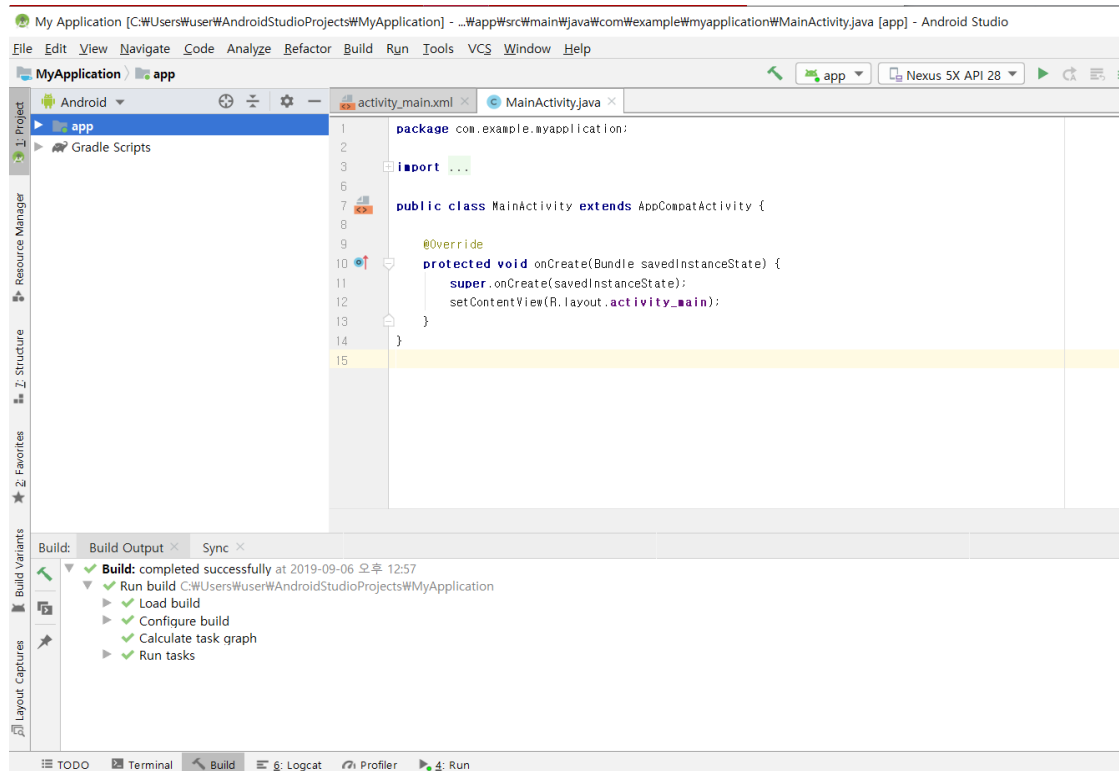 My Application [C:₩Users₩user₩AndroidStudioProjects₩MyApplication] - ...₩app₩src₩main₩java₩com₩example₩myapplication₩MainActivity.java [app] - Android Studio
File Edit View Navigate Code Analyze Refactor Build Run Tools VCS Window Help
MyApplication app
app
Nexus 5X API 28
1: Project
Android
activity_main.xml
MainActivity.java
app
Gradle Scripts
Resource Manager
7: Structure
2: Favorites
Build Variants
Layout Captures
1 package com.example.myapplication;
2
3 import ...
6
7 public class MainActivity extends AppCompatActivity {
8
9 @Override
10 protected void onCreate(Bundle savedInstanceState) {
11 super.onCreate(savedInstanceState);
12 setContentView(R.layout.activity_main);
13 }
14 }
15
Build: Build Output Sync
Build: completed successfully at 2019-09-06 오후 12:57
Run build C:₩Users₩user₩AndroidStudioProjects₩MyApplication
Load build
Configure build
Calculate task graph
Run tasks
TODO Terminal Build 6: Logcat Profiler 4: Run